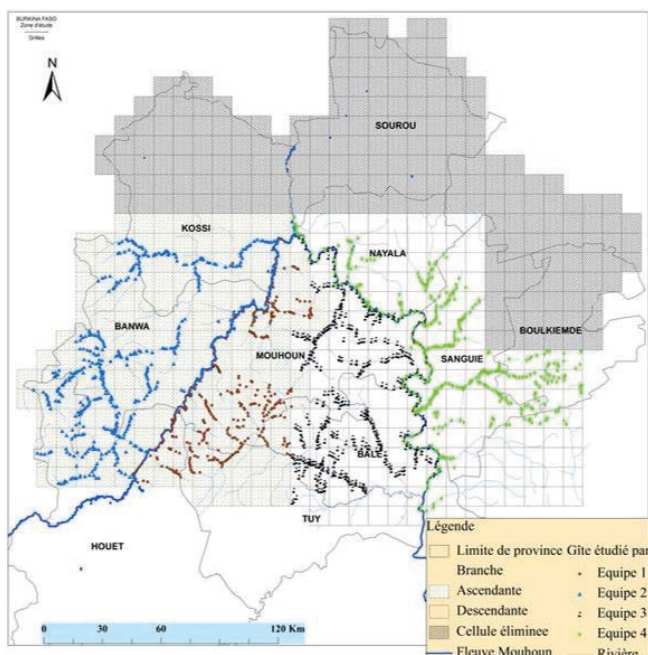 BURKINA FASO
Zone d'étude
Grilles
N
SOUROU
KOSSI
NAYALA
BANWA
BOULKIEMDE
MOUHOUN
SANGUIE
BALE
TUY
HOUET
0 30 60 120 Km
Légende
Limite de province Gîte étudié par
Branche Equipe 1
Ascendante Equipe 2
Descendante Equipe 3
Cellule éliminee Equipe 4
Fleuve Mouhoun Rivière